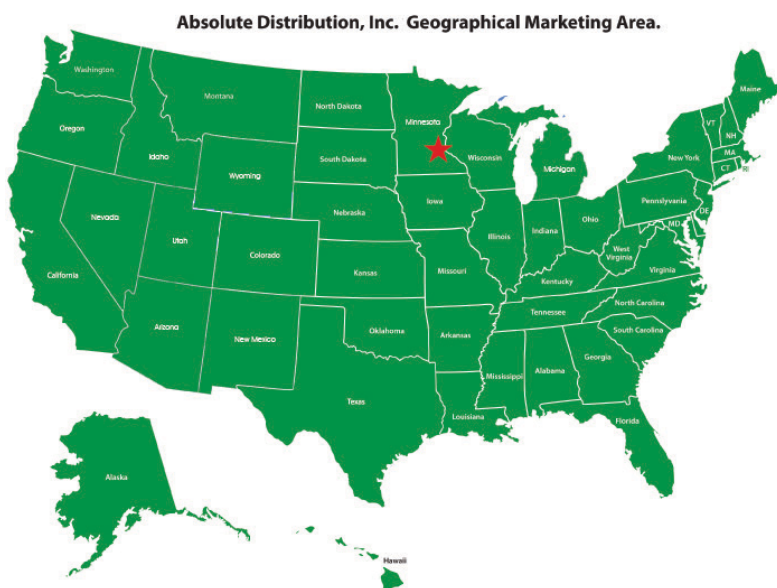 Absolute Distribution, Inc. Geographical Marketing Area.
Washington
Montana
North Dakota
Minnesota
Maine
Oregon
Idaho
Wyoming
South Dakota
Wisconsin
Michigan
VT
NH
New York
MA
CT
RI
Nevada
Utah
Colorado
Nebraska
Iowa
Illinois
Indiana
Ohio
Pennsylvania
MD
DE
California
Kansas
Missouri
Kentucky
West
Virginia
Virginia
Arizona
New Mexico
Oklahoma
Arkansas
Tennessee
North Carolina
South Carolina
Texas
Louisiana
Mississippi
Alabama
Georgia
Florida
Alaska
Hawaii